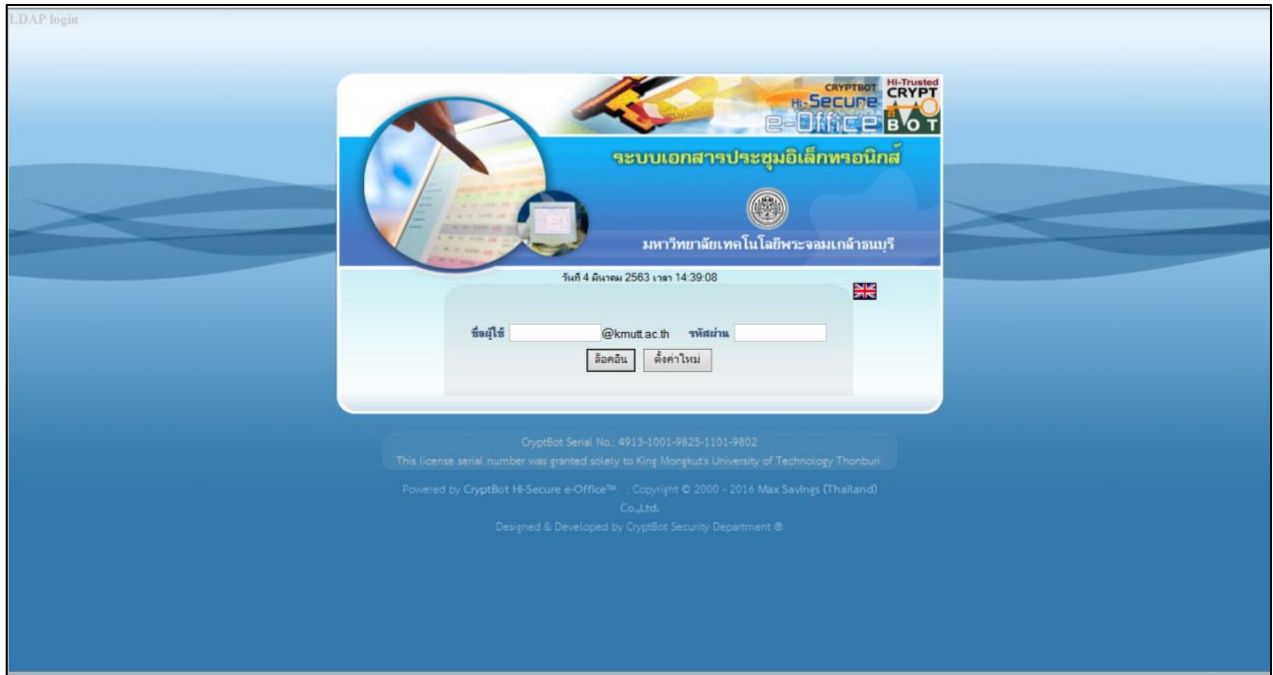 LDAP login
CRYPTBOT
Hi-Secure
e-Office
Hi-Trusted
CRYPT
BOT
ระบบเอกสารประชุมอิเล็กทรอนิกส์
มหาวิทยาลัยเทคโนโลยีพระจอมเกล้าธนบุรี
วันที่ 4 มีนาคม 2563 เวลา 14:39:08
ชื่อผู้ใช้ @kmutt.ac.th รหัสผ่าน
ล็อคอิน ตั้งค่าใหม่
CryptBot Serial No.: 4913-1001-9825-1101-9802
This license serial number was granted solely to King Mongkut's University of Technology Thonburi.
Powered by CryptBot Hi-Secure e-Office™ : Copyright © 2000 - 2016 Max Savings (Thailand)
Co.,Ltd.
Designed & Developed by CryptBot Security Department ®